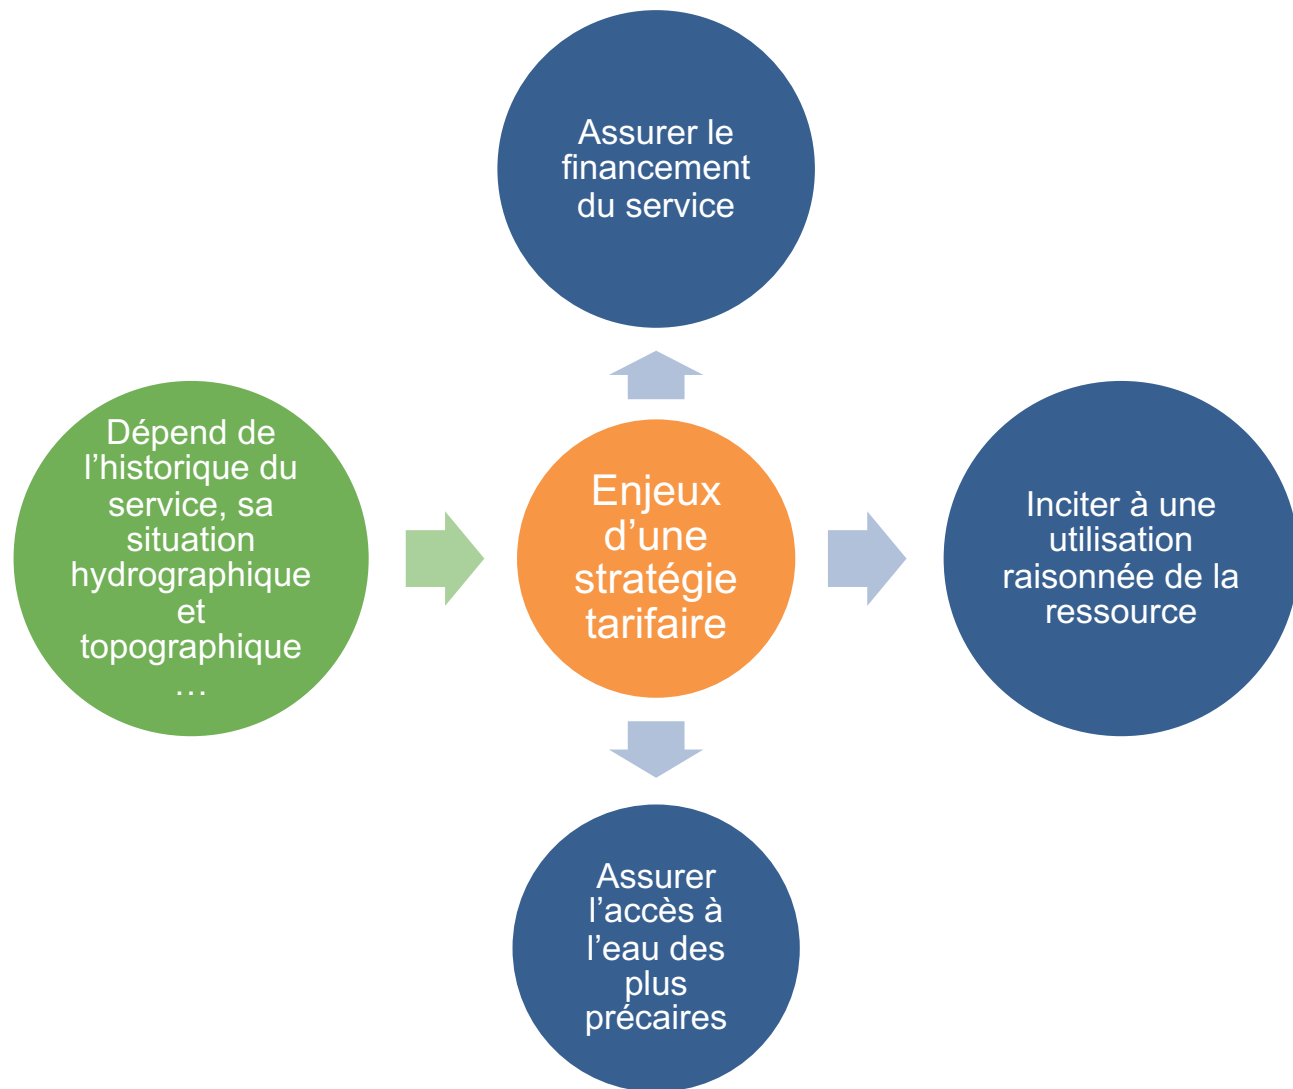 Assurer le
financement
du service
Dépend de
l’historique du
service, sa
situation
hydrographique
et
topographique
…
Enjeux
d’une
stratégie
tarifaire
Inciter à une
utilisation
raisonnée de la
ressource
Assurer
l’accès à
l’eau des
plus
précaires